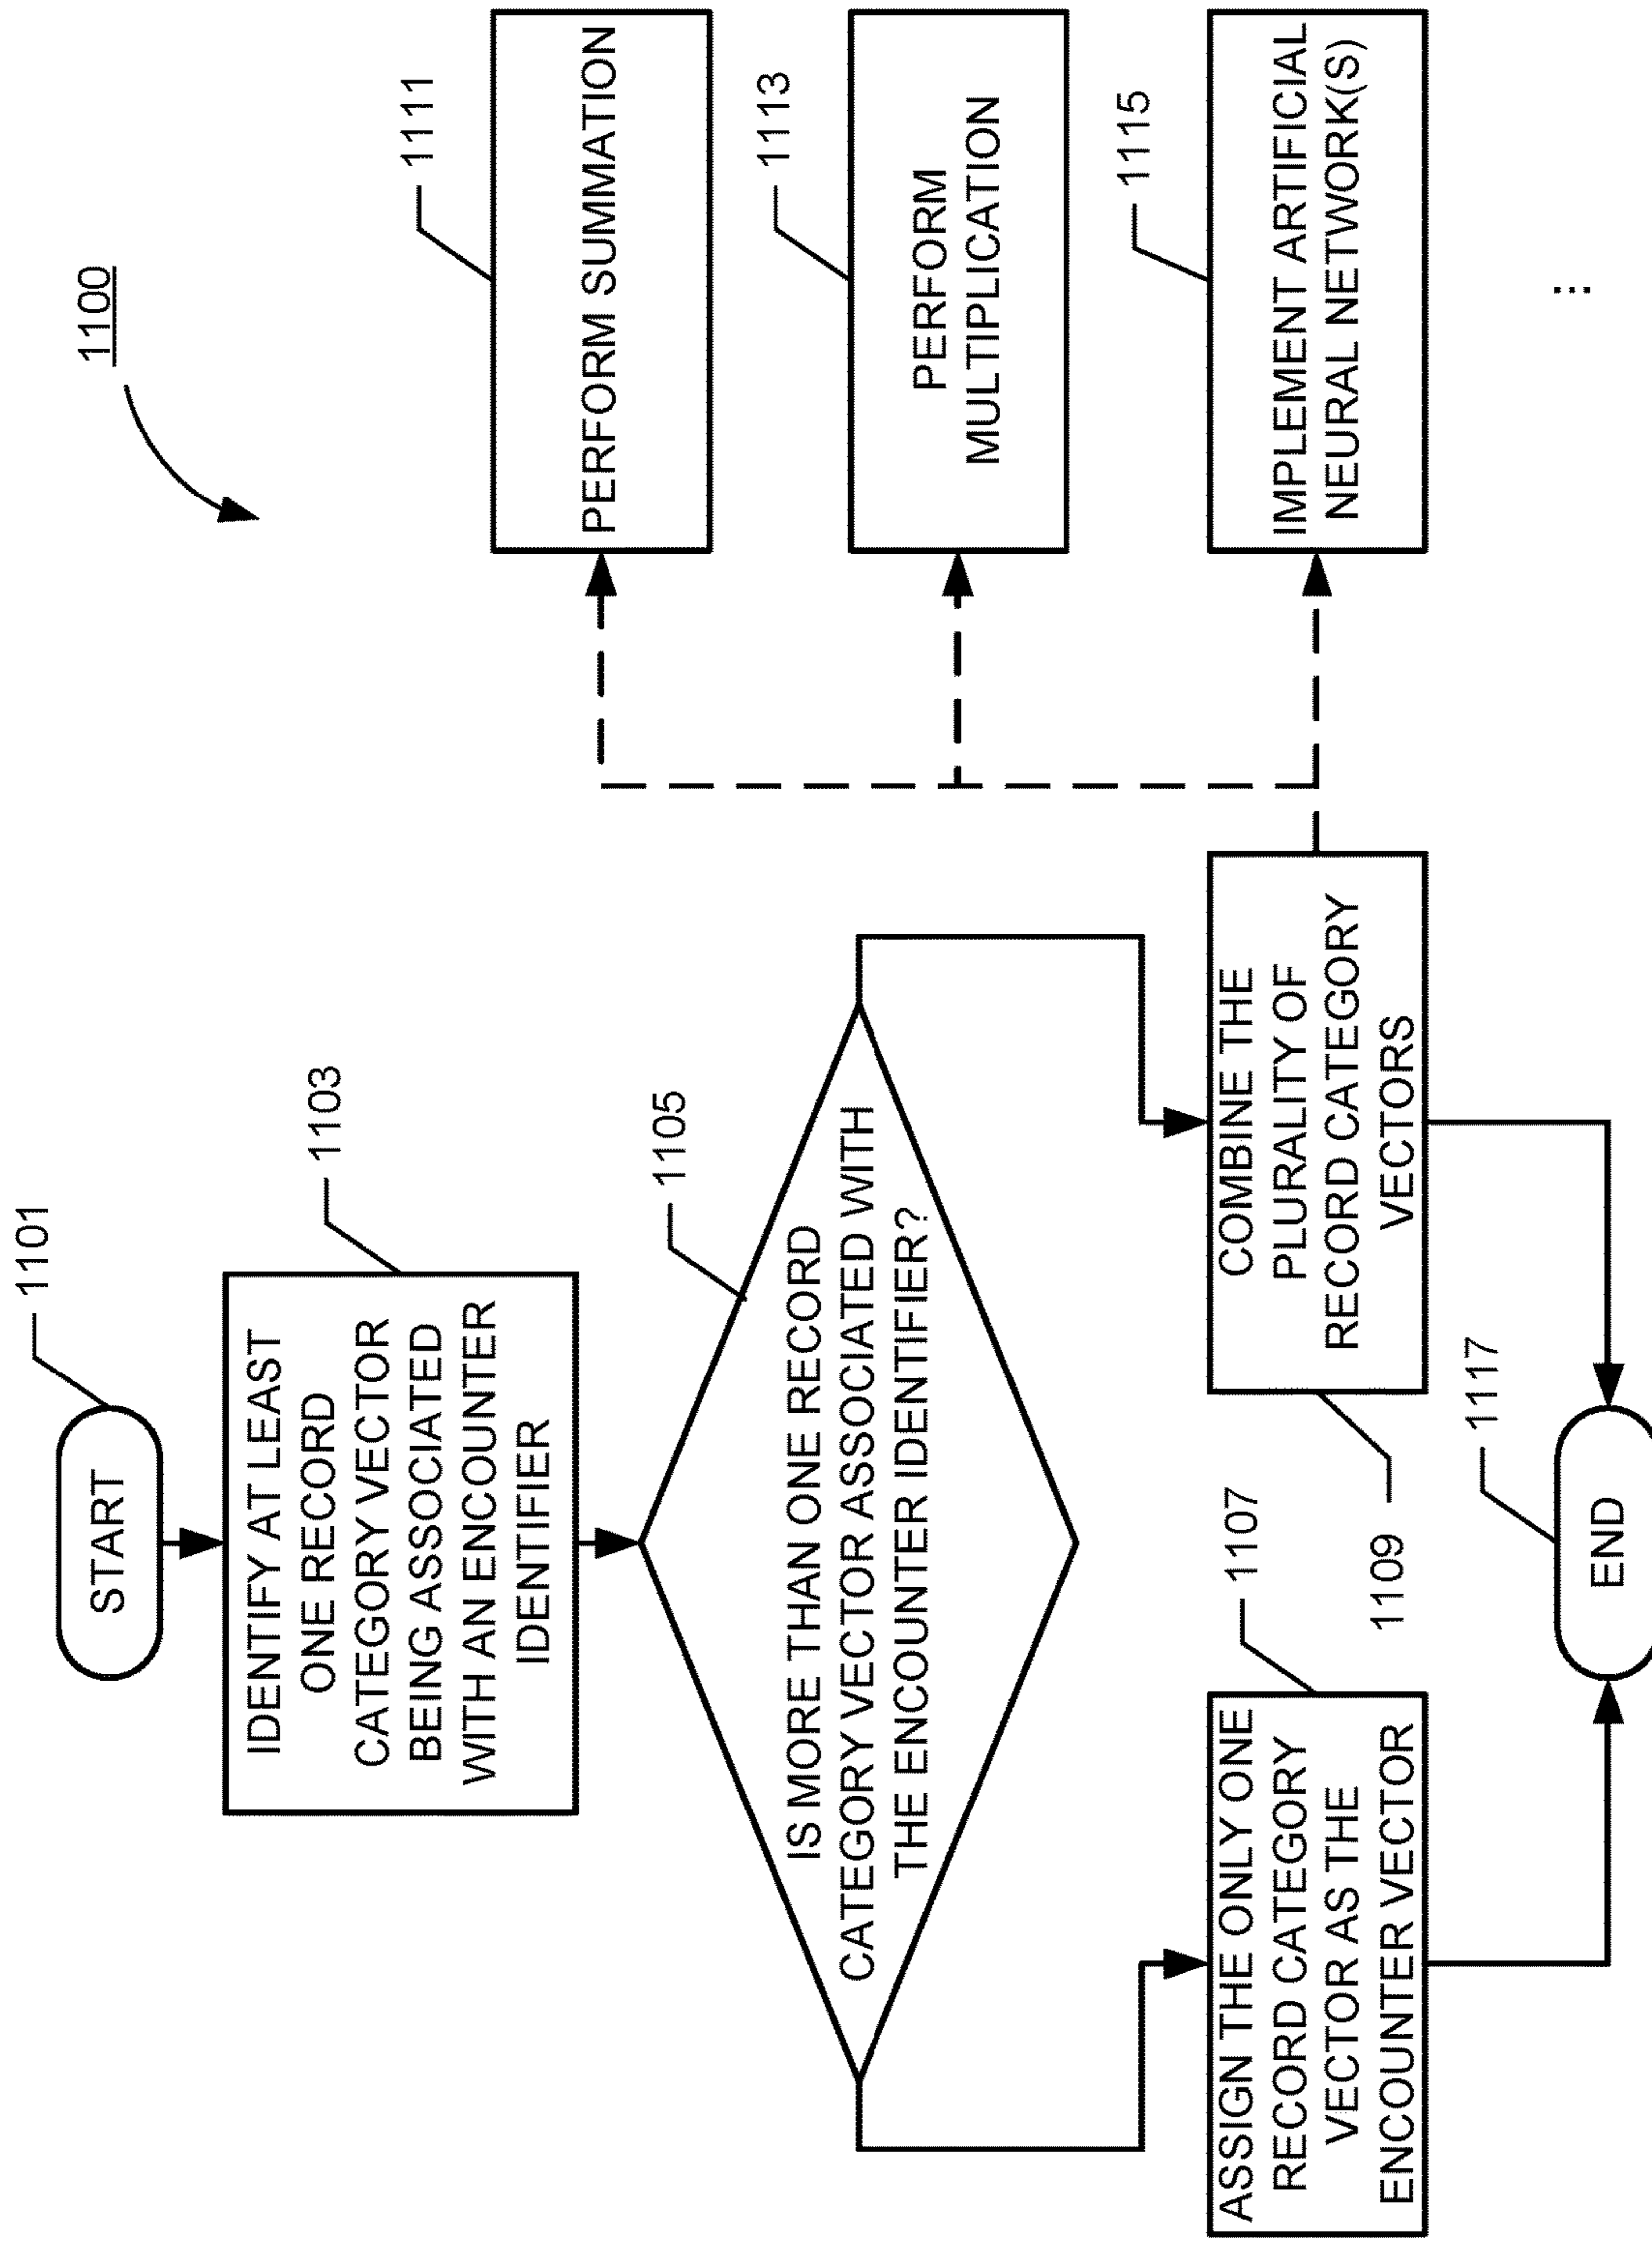 1100
1101
START
1103
IDENTIFY AT LEAST
ONE RECORD
CATEGORY VECTOR
BEING ASSOCIATED
WITH AN ENCOUNTER
IDENTIFIER
1105
IS MORE THAN ONE RECORD
CATEGORY VECTOR ASSOCIATED WITH
THE ENCOUNTER IDENTIFIER?
1107
ASSIGN THE ONLY ONE
RECORD CATEGORY
VECTOR AS THE
ENCOUNTER VECTOR
1109
COMBINE THE
PLURALITY OF
RECORD CATEGORY
VECTORS
1111
PERFORM SUMMATION
1113
PERFORM
MULTIPLICATION
1115
IMPLEMENT ARTIFICIAL
NEURAL NETWORK(S)
...
1117
END